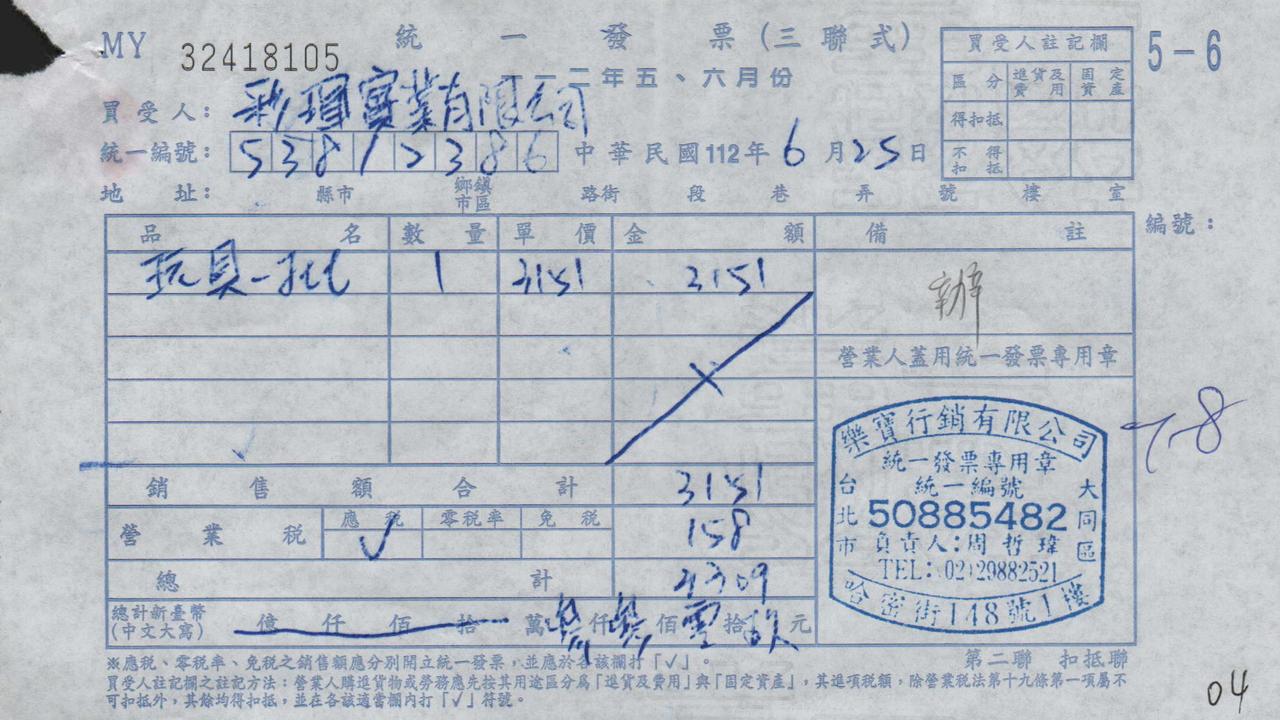 MY 32418105 統一發票(三聯式) 5-6
一一二年五、六月份
買受人註記欄
區分 進貨及費用 固定資產
得扣抵
不得扣抵
買受人: 彩琩實業有限公司
統一編號: 53812386 中華民國112年6月25日
地址: 縣市 鄉鎮市區 路街 段 巷 弄 號 樓 室
品名 數量 單價 金額 備註 編號:
玩具一批 1 3151 3151
辦
營業人蓋用統一發票專用章
7-8
銷售額合計 3151
營業稅 應稅 ✓ 零稅率 免稅 158
總計 3309
總計新臺幣(中文大寫) 億 仟 佰 拾 萬 參 仟 參 佰 零 拾 玖 元
樂寶行銷有限公司
統一發票專用章
統一編號
50885482
負責人:周哲瑋
TEL:02)29882521
台北市
大同區
哈密街148號1樓
※應稅、零稅率、免稅之銷售額應分別開立統一發票,並應於各該欄打「✓」。 第二聯 扣抵聯
買受人註記欄之註記方法:營業人購進貨物或勞務應先按其用途區分為「進貨及費用」與「固定資產」,其進項稅額,除營業稅法第十九條第一項屬不
可扣抵外,其餘均得扣抵,並在各該適當欄內打「✓」符號。
04